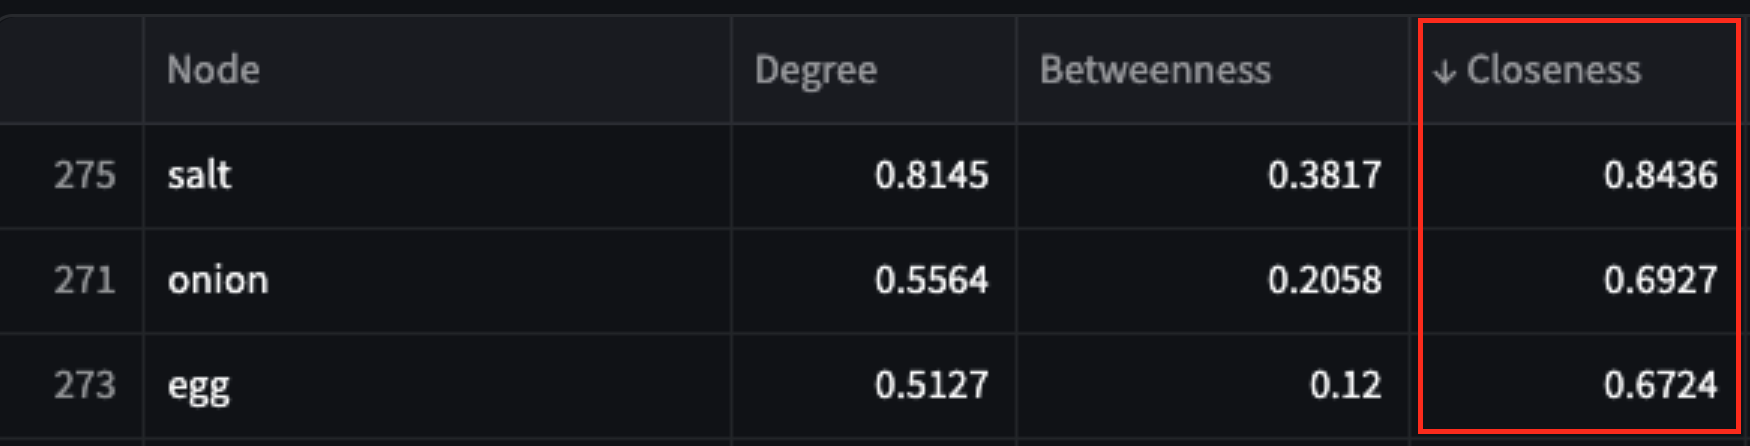 Node Degree Betweenness ↓ Closeness
275 salt 0.8145 0.3817 0.8436
271 onion 0.5564 0.2058 0.6927
273 egg 0.5127 0.12 0.6724